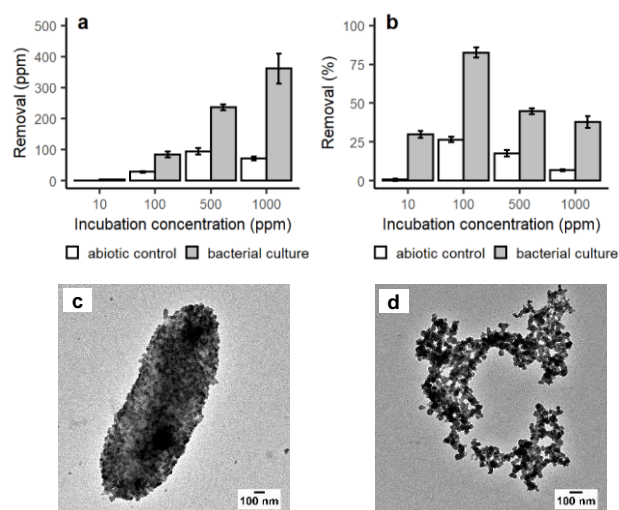 a
500
400
300
200
100
0
Removal (ppm)
10 100 500 1000
Incubation concentration (ppm)
abiotic control bacterial culture
b
100
75
50
25
0
Removal (%)
10 100 500 1000
Incubation concentration (ppm)
abiotic control bacterial culture
c
100 nm
d
100 nm